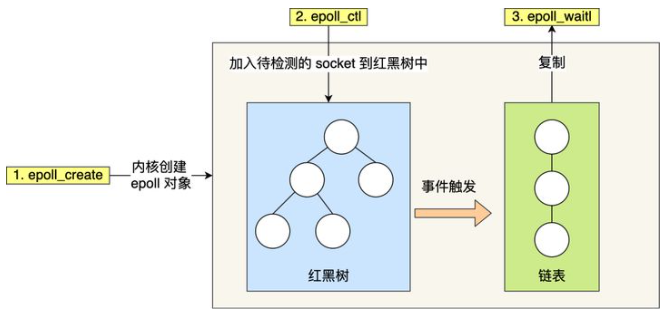 2. epoll_ctl
3. epoll_waitl
加入待检测的 socket 到红黑树中
复制
1. epoll_create
内核创建
epoll 对象
事件触发
红黑树
链表